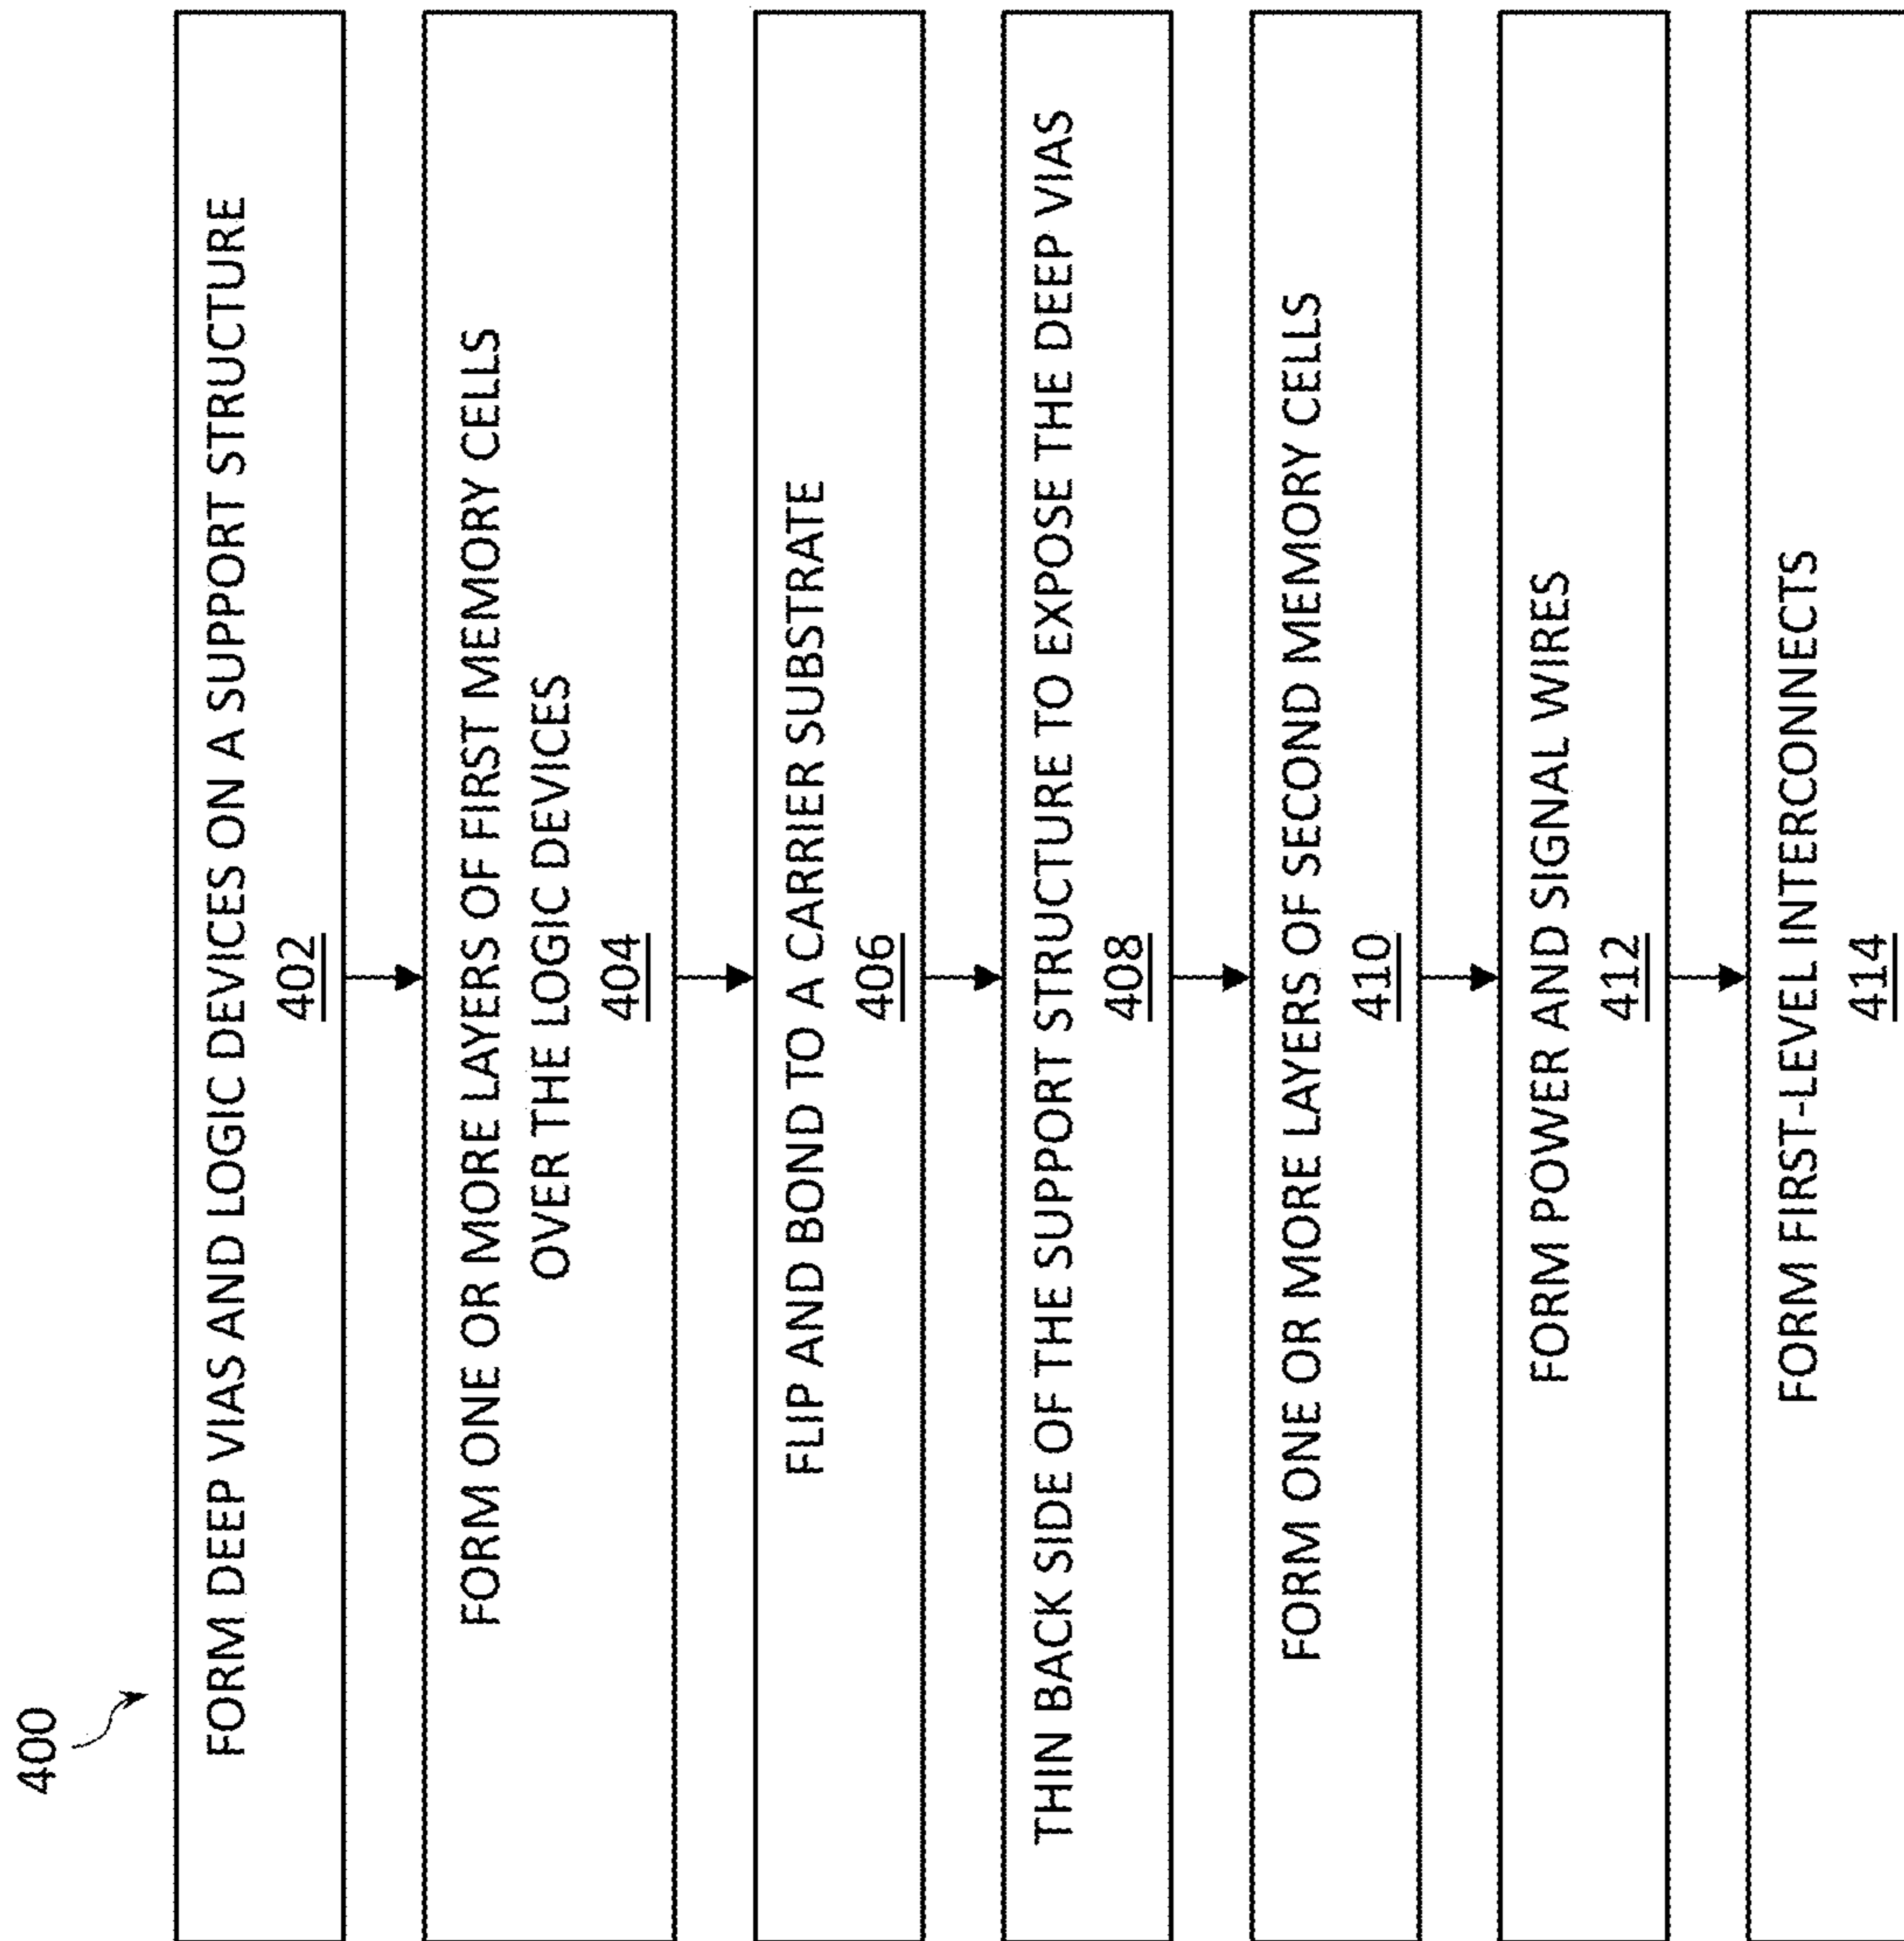 400
FORM DEEP VIAS AND LOGIC DEVICES ON A SUPPORT STRUCTURE
402
FORM ONE OR MORE LAYERS OF FIRST MEMORY CELLS
OVER THE LOGIC DEVICES
404
FLIP AND BOND TO A CARRIER SUBSTRATE
406
THIN BACK SIDE OF THE SUPPORT STRUCTURE TO EXPOSE THE DEEP VIAS
408
FORM ONE OR MORE LAYERS OF SECOND MEMORY CELLS
410
FORM POWER AND SIGNAL WIRES
412
FORM FIRST-LEVEL INTERCONNECTS
414